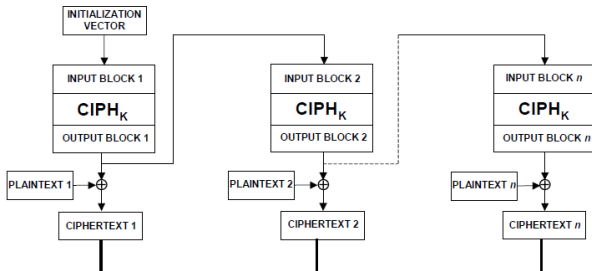 INITIALIZATION
VECTOR
INPUT BLOCK 1
CIPHK
OUTPUT BLOCK 1
PLAINTEXT 1
CIPHERTEXT 1
INPUT BLOCK 2
CIPHK
OUTPUT BLOCK 2
PLAINTEXT 2
CIPHERTEXT 2
INPUT BLOCK n
CIPHK
OUTPUT BLOCK n
PLAINTEXT n
CIPHERTEXT n